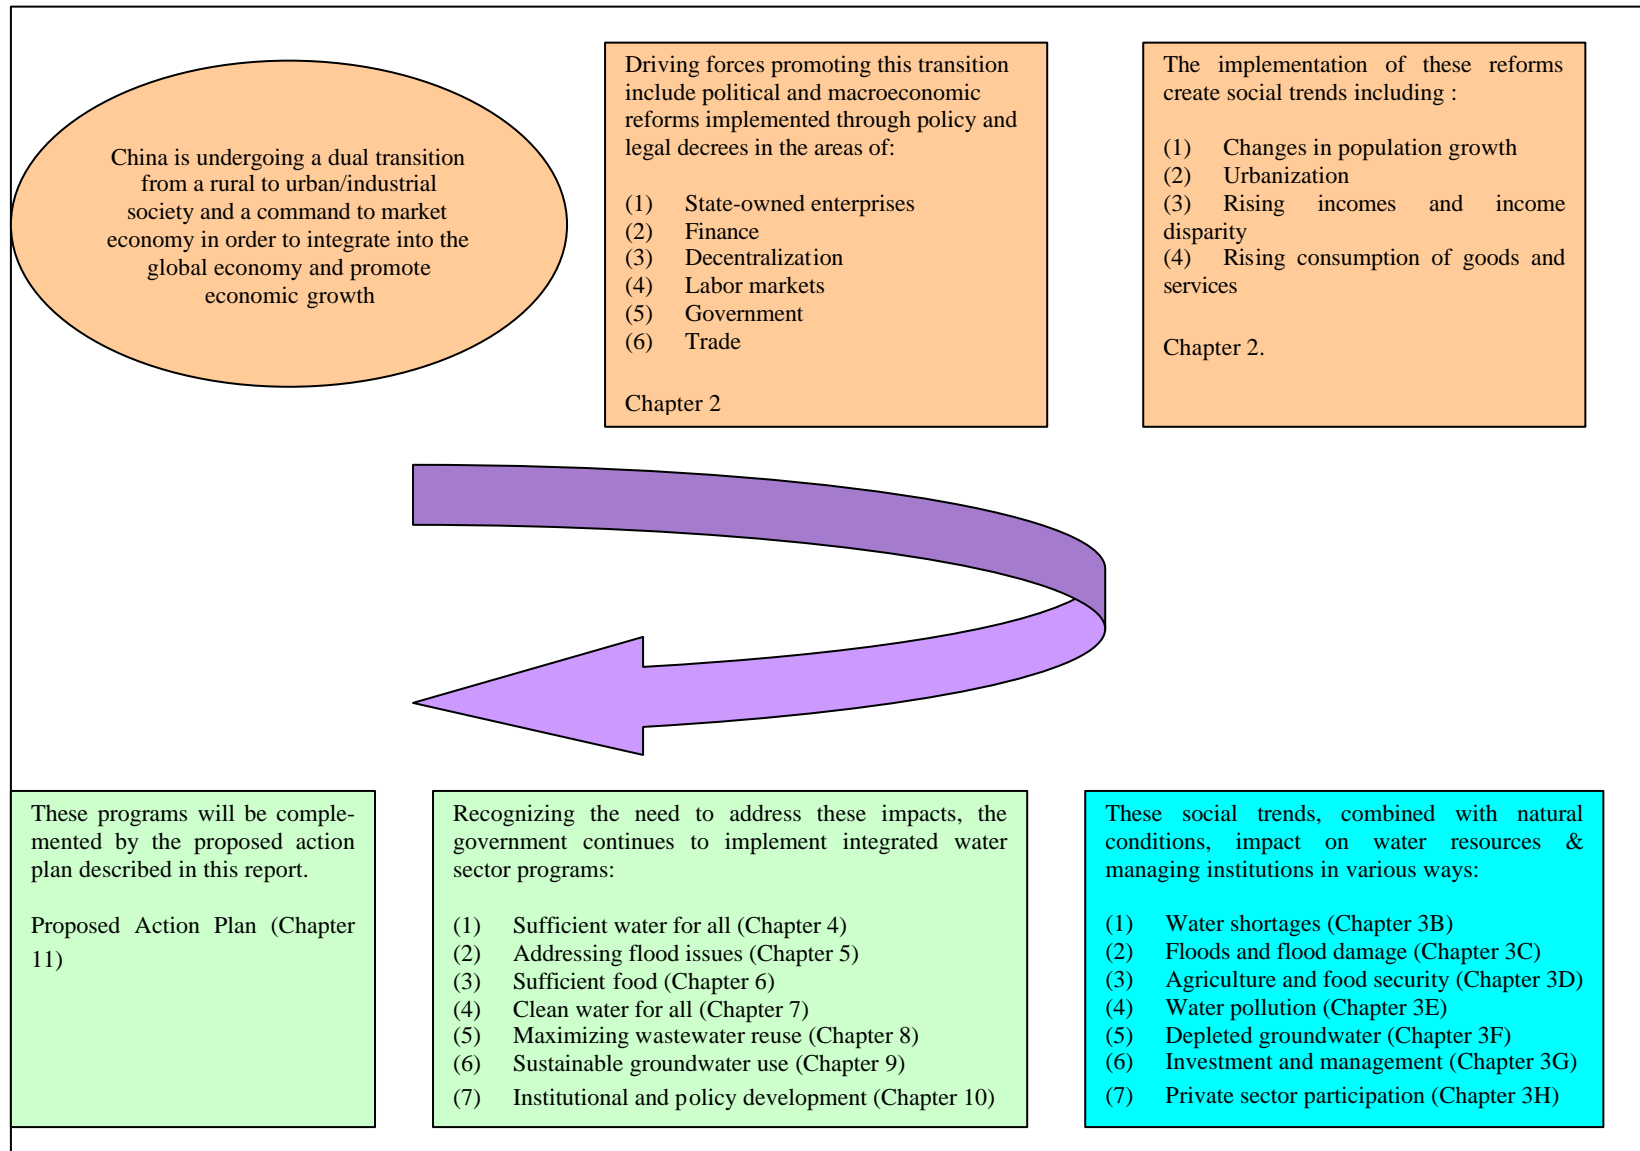 China is undergoing a dual transition
from a rural to urban/industrial
society and a command to market
economy in order to integrate into the
global economy and promote
economic growth
Driving forces promoting this transition
include political and macroeconomic
reforms implemented through policy and
legal decrees in the areas of:
(1) State-owned enterprises
(2) Finance
(3) Decentralization
(4) Labor markets
(5) Government
(6) Trade
Chapter 2
The implementation of these reforms
create social trends including :
(1) Changes in population growth
(2) Urbanization
(3) Rising incomes and income
disparity
(4) Rising consumption of goods and
services
Chapter 2.
These programs will be comple-
mented by the proposed action
plan described in this report.
Proposed Action Plan (Chapter
11)
Recognizing the need to address these impacts, the
government continues to implement integrated water
sector programs:
(1) Sufficient water for all (Chapter 4)
(2) Addressing flood issues (Chapter 5)
(3) Sufficient food (Chapter 6)
(4) Clean water for all (Chapter 7)
(5) Maximizing wastewater reuse (Chapter 8)
(6) Sustainable groundwater use (Chapter 9)
(7) Institutional and policy development (Chapter 10)
These social trends, combined with natural
conditions, impact on water resources &
managing institutions in various ways:
(1) Water shortages (Chapter 3B)
(2) Floods and flood damage (Chapter 3C)
(3) Agriculture and food security (Chapter 3D)
(4) Water pollution (Chapter 3E)
(5) Depleted groundwater (Chapter 3F)
(6) Investment and management (Chapter 3G)
(7) Private sector participation (Chapter 3H)